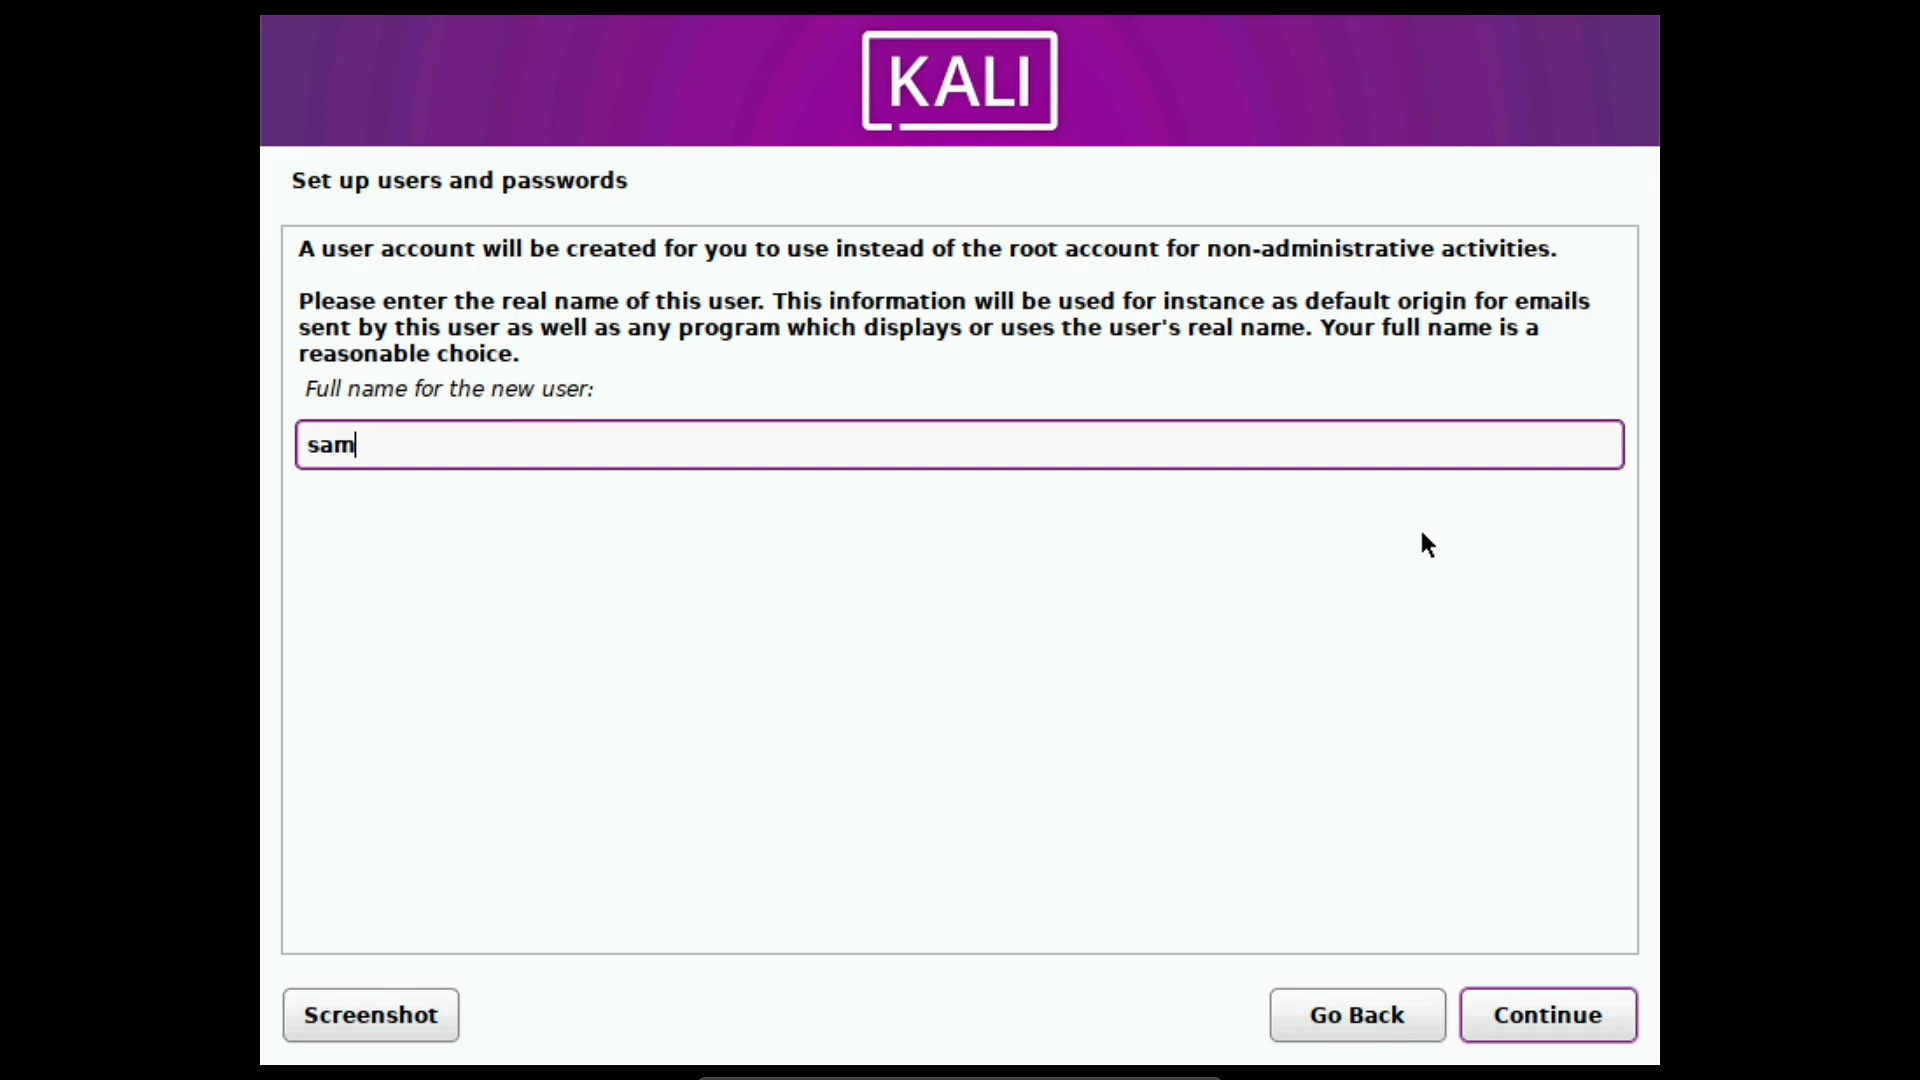 KALI
Set up users and passwords
A user account will be created for you to use instead of the root account for non-administrative activities.
Please enter the real name of this user. This information will be used for instance as default origin for emails
sent by this user as well as any program which displays or uses the user's real name. Your full name is a
reasonable choice.
Full name for the new user:
sam
Screenshot
Go Back
Continue